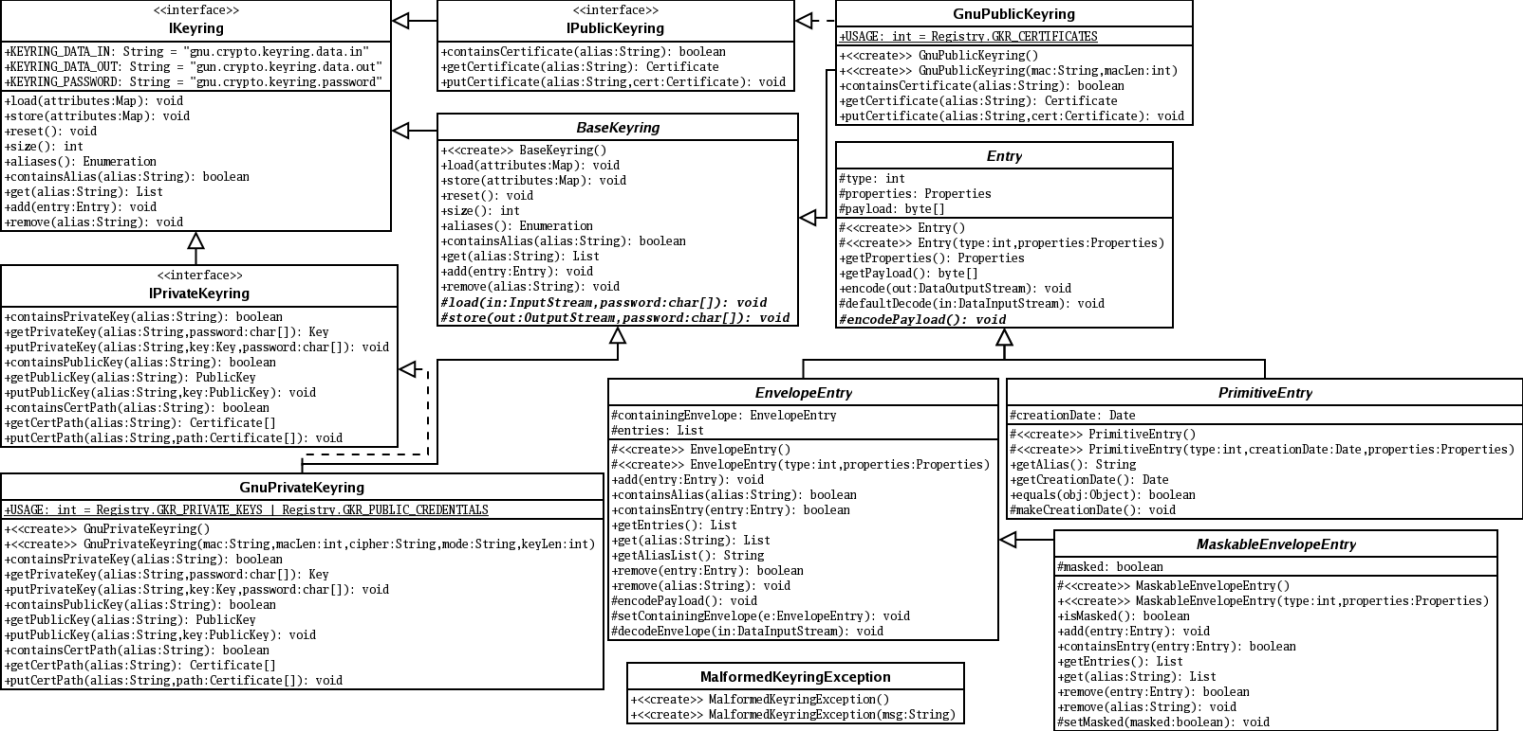 <<interface>>
IKeyring
+KEYRING_DATA_IN: String = "gnu.crypto.keyring.data.in"
+KEYRING_DATA_OUT: String = "gun.crypto.keyring.data.out"
+KEYRING_PASSWORD: String = "gnu.crypto.keyring.password"
+load(attributes:Map): void
+store(attributes:Map): void
+reset(): void
+size(): int
+aliases(): Enumeration
+containsAlias(alias:String): boolean
+get(alias:String): List
+add(entry:Entry): void
+remove(alias:String): void
<<interface>>
IPublicKeyring
+containsCertificate(alias:String): boolean
+getCertificate(alias:String): Certificate
+putCertificate(alias:String,cert:Certificate): void
GnuPublicKeyring
+USAGE: int = Registry.GKR_CERTIFICATES
+<<create>> GnuPublicKeyring()
+<<create>> GnuPublicKeyring(mac:String,macLen:int)
+containsCertificate(alias:String): boolean
+getCertificate(alias:String): Certificate
+putCertificate(alias:String,cert:Certificate): void
BaseKeyring
+<<create>> BaseKeyring()
+load(attributes:Map): void
+store(attributes:Map): void
+reset(): void
+size(): int
+aliases(): Enumeration
+containsAlias(alias:String): boolean
+get(alias:String): List
+add(entry:Entry): void
+remove(alias:String): void
#load(in:InputStream,password:char[]): void
#store(out:OutputStream,password:char[]): void
Entry
#type: int
#properties: Properties
#payload: byte[]
#<<create>> Entry()
#<<create>> Entry(type:int,properties:Properties)
+getProperties(): Properties
+getPayload(): byte[]
+encode(out:DataOutputStream): void
#defaultDecode(in:DataInputStream): void
#encodePayload(): void
<<interface>>
IPrivateKeyring
+containsPrivateKey(alias:String): boolean
+getPrivateKey(alias:String,password:char[]): Key
+putPrivateKey(alias:String,key:Key,password:char[]): void
+containsPublicKey(alias:String): boolean
+getPublicKey(alias:String): PublicKey
+putPublicKey(alias:String,key:PublicKey): void
+containsCertPath(alias:String): boolean
+getCertPath(alias:String): Certificate[]
+putCertPath(alias:String,path:Certificate[]): void
EnvelopeEntry
#containingEnvelope: EnvelopeEntry
#entries: List
#<<create>> EnvelopeEntry()
#<<create>> EnvelopeEntry(type:int,properties:Properties)
+add(entry:Entry): void
+containsAlias(alias:String): boolean
+containsEntry(entry:Entry): boolean
+getEntries(): List
+get(alias:String): List
+getAliasList(): String
+remove(entry:Entry): boolean
+remove(alias:String): void
#encodePayload(): void
#setContainingEnvelope(e:EnvelopeEntry): void
#decodeEnvelope(in:DataInputStream): void
PrimitiveEntry
#creationDate: Date
#<<create>> PrimitiveEntry()
#<<create>> PrimitiveEntry(type:int,creationDate:Date,properties:Properties)
+getAlias(): String
+getCreationDate(): Date
+equals(obj:Object): boolean
#makeCreationDate(): void
GnuPrivateKeyring
+USAGE: int = Registry.GKR_PRIVATE_KEYS | Registry.GKR_PUBLIC_CREDENTIALS
+<<create>> GnuPrivateKeyring()
+<<create>> GnuPrivateKeyring(mac:String,macLen:int,cipher:String,mode:String,keyLen:int)
+containsPrivateKey(alias:String): boolean
+getPrivateKey(alias:String,password:char[]): Key
+putPrivateKey(alias:String,key:Key,password:char[]): void
+containsPublicKey(alias:String): boolean
+getPublicKey(alias:String): PublicKey
+putPublicKey(alias:String,key:PublicKey): void
+containsCertPath(alias:String): boolean
+getCertPath(alias:String): Certificate[]
+putCertPath(alias:String,path:Certificate[]): void
MaskableEnvelopeEntry
#masked: boolean
#<<create>> MaskableEnvelopeEntry()
+<<create>> MaskableEnvelopeEntry(type:int,properties:Properties)
+isMasked(): boolean
+add(entry:Entry): void
+containsEntry(entry:Entry): boolean
+getEntries(): List
+get(alias:String): List
+remove(entry:Entry): boolean
+remove(alias:String): void
#setMasked(masked:boolean): void
MalformedKeyringException
+<<create>> MalformedKeyringException()
+<<create>> MalformedKeyringException(msg:String)